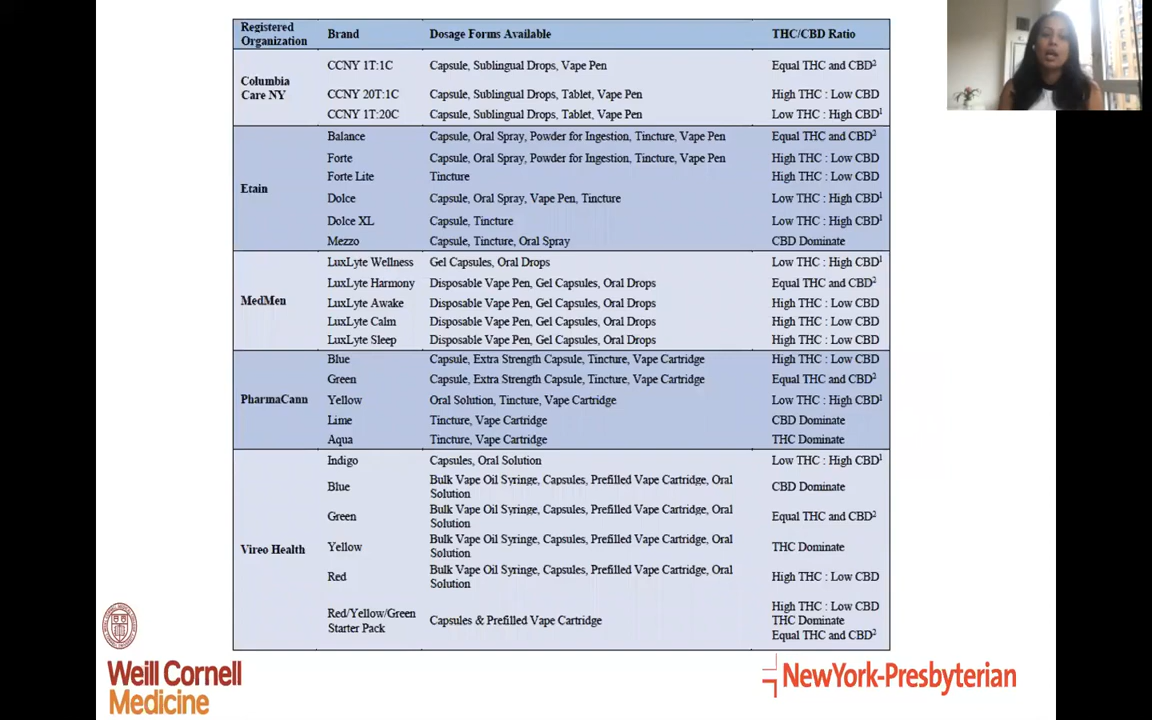 Registered Organization Brand Dosage Forms Available THC/CBD Ratio
Columbia Care NY
CCNY 1T:1C Capsule, Sublingual Drops, Vape Pen Equal THC and CBD²
CCNY 20T:1C Capsule, Sublingual Drops, Tablet, Vape Pen High THC : Low CBD
CCNY 1T:20C Capsule, Sublingual Drops, Tablet, Vape Pen Low THC : High CBD¹
Etain
Balance Capsule, Oral Spray, Powder for Ingestion, Tincture, Vape Pen Equal THC and CBD²
Forte Capsule, Oral Spray, Powder for Ingestion, Tincture, Vape Pen High THC : Low CBD
Forte Lite Tincture High THC : Low CBD
Dolce Capsule, Oral Spray, Vape Pen, Tincture Low THC : High CBD¹
Dolce XL Capsule, Tincture Low THC : High CBD¹
Mezzo Capsule, Tincture, Oral Spray CBD Dominate
MedMen
LuxLyte Wellness Gel Capsules, Oral Drops Low THC : High CBD¹
LuxLyte Harmony Disposable Vape Pen, Gel Capsules, Oral Drops Equal THC and CBD²
LuxLyte Awake Disposable Vape Pen, Gel Capsules, Oral Drops High THC : Low CBD
LuxLyte Calm Disposable Vape Pen, Gel Capsules, Oral Drops High THC : Low CBD
LuxLyte Sleep Disposable Vape Pen, Gel Capsules, Oral Drops High THC : Low CBD
PharmaCann
Blue Capsule, Extra Strength Capsule, Tincture, Vape Cartridge High THC : Low CBD
Green Capsule, Extra Strength Capsule, Tincture, Vape Cartridge Equal THC and CBD²
Yellow Oral Solution, Tincture, Vape Cartridge Low THC : High CBD¹
Lime Tincture, Vape Cartridge CBD Dominate
Aqua Tincture, Vape Cartridge THC Dominate
Vireo Health
Indigo Capsules, Oral Solution Low THC : High CBD¹
Blue Bulk Vape Oil Syringe, Capsules, Prefilled Vape Cartridge, Oral Solution CBD Dominate
Green Bulk Vape Oil Syringe, Capsules, Prefilled Vape Cartridge, Oral Solution Equal THC and CBD²
Yellow Bulk Vape Oil Syringe, Capsules, Prefilled Vape Cartridge, Oral Solution THC Dominate
Red Bulk Vape Oil Syringe, Capsules, Prefilled Vape Cartridge, Oral Solution High THC : Low CBD
Red/Yellow/Green Starter Pack Capsules & Prefilled Vape Cartridge High THC : Low CBD
THC Dominate
Equal THC and CBD²
Weill Cornell
Medicine
NewYork-Presbyterian